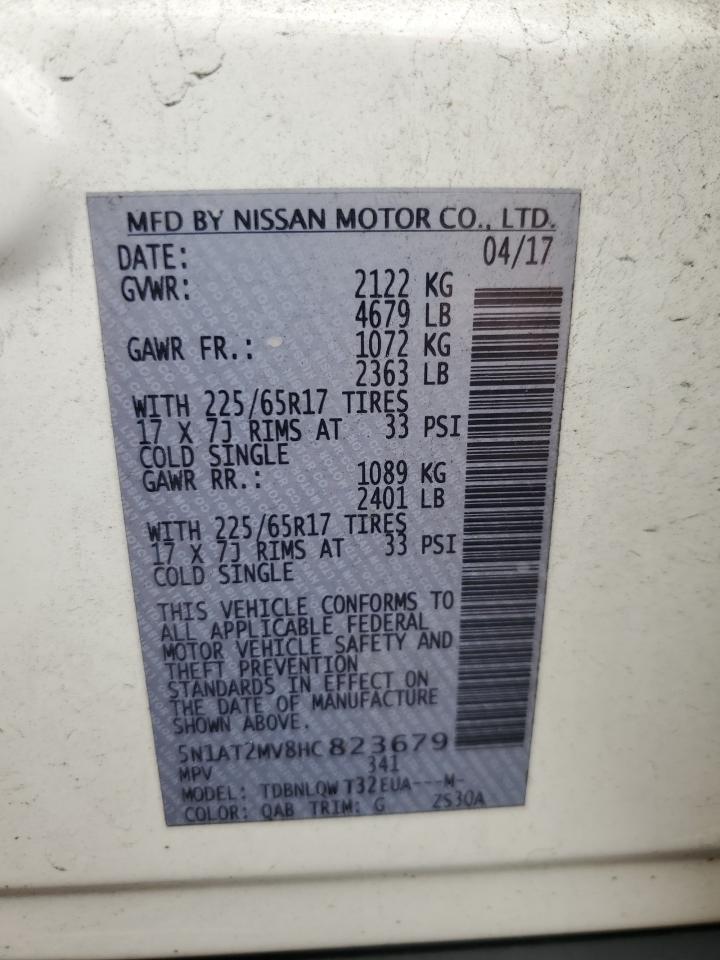 MFD BY NISSAN MOTOR CO., LTD.
DATE: 04/17
GVWR: 2122 KG
4679 LB
GAWR FR.: 1072 KG
2363 LB
WITH 225/65R17 TIRES
17 X 7J RIMS AT 33 PSI
COLD SINGLE
GAWR RR.: 1089 KG
2401 LB
WITH 225/65R17 TIRES
17 X 7J RIMS AT 33 PSI
COLD SINGLE
THIS VEHICLE CONFORMS TO
ALL APPLICABLE FEDERAL
MOTOR VEHICLE SAFETY AND
THEFT PREVENTION
STANDARDS IN EFFECT ON
THE DATE OF MANUFACTURE
SHOWN ABOVE.
5N1AT2MV8HC823679
MPV 341
MODEL: TDBNLQW T32EUA---M-
COLOR: QAB TRIM: G ZS30A